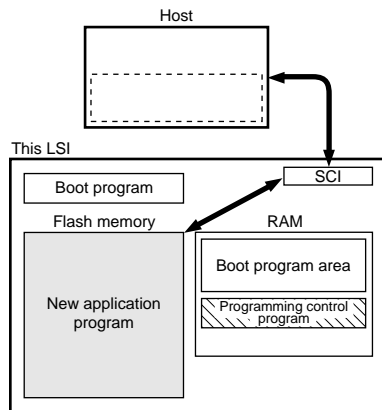 Host
This LSI
Boot program
SCI
Flash memory
RAM
New application
program
Boot program area
Programming control
program